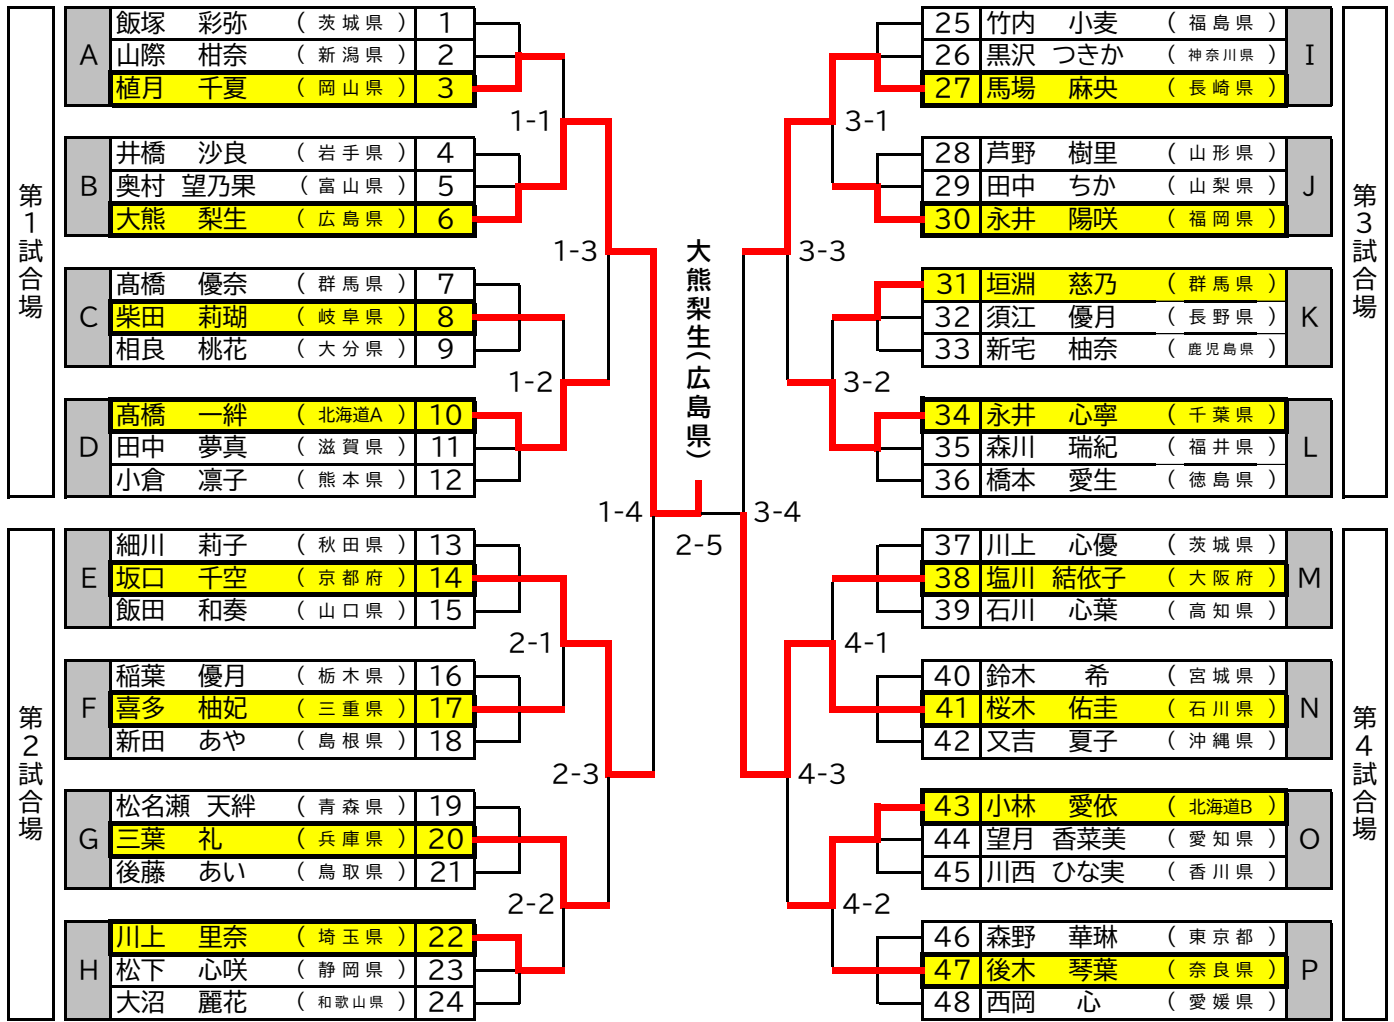 第1試合場
A
飯塚 彩弥 (茨城県) 1
山際 柑奈 (新潟県) 2
植月 千夏 (岡山県) 3
B
井橋 沙良 (岩手県) 4
奥村 望乃果 (富山県) 5
大熊 梨生 (広島県) 6
C
髙橋 優奈 (群馬県) 7
柴田 莉瑚 (岐阜県) 8
相良 桃花 (大分県) 9
D
髙橋 一絆 (北海道A) 10
田中 夢真 (滋賀県) 11
小倉 凛子 (熊本県) 12
第2試合場
E
細川 莉子 (秋田県) 13
坂口 千空 (京都府) 14
飯田 和奏 (山口県) 15
F
稲葉 優月 (栃木県) 16
喜多 柚妃 (三重県) 17
新田 あや (島根県) 18
G
松名瀬 天絆 (青森県) 19
三葉 礼 (兵庫県) 20
後藤 あい (鳥取県) 21
H
川上 里奈 (埼玉県) 22
松下 心咲 (静岡県) 23
大沼 麗花 (和歌山県) 24
1-1
1-3
1-2
1-4
2-1
2-3
2-2
大熊梨生(広島県)
2-5
3-1
3-3
3-2
3-4
4-1
4-3
4-2
第3試合場
I
25 竹内 小麦 (福島県)
26 黒沢 つきか (神奈川県)
27 馬場 麻央 (長崎県)
J
28 芦野 樹里 (山形県)
29 田中 ちか (山梨県)
30 永井 陽咲 (福岡県)
K
31 垣淵 慈乃 (群馬県)
32 須江 優月 (長野県)
33 新宅 柚奈 (鹿児島県)
L
34 永井 心寧 (千葉県)
35 森川 瑞紀 (福井県)
36 橋本 愛生 (徳島県)
第4試合場
M
37 川上 心優 (茨城県)
38 塩川 結依子 (大阪府)
39 石川 心葉 (高知県)
N
40 鈴木 希 (宮城県)
41 桜木 佑圭 (石川県)
42 又吉 夏子 (沖縄県)
O
43 小林 愛依 (北海道B)
44 望月 香菜美 (愛知県)
45 川西 ひな実 (香川県)
P
46 森野 華琳 (東京都)
47 後木 琴葉 (奈良県)
48 西岡 心 (愛媛県)